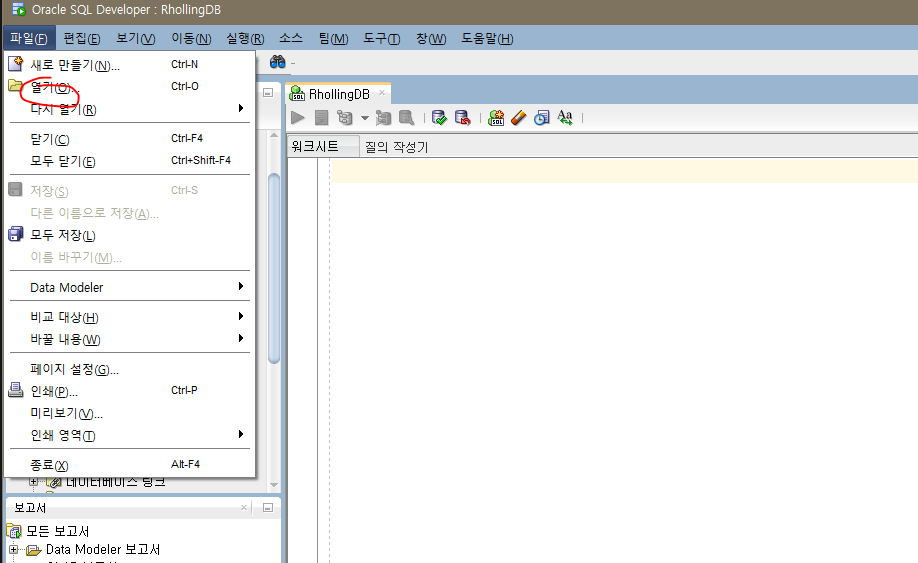 Oracle SQL Developer : RhollingDB
파일(F) 편집(E) 보기(V) 이동(N) 실행(R) 소스 팀(M) 도구(T) 창(W) 도움말(H)
새로 만들기(N)... Ctrl-N
열기(O)... Ctrl-O
다시 열기(R)
닫기(C) Ctrl-F4
모두 닫기(E) Ctrl+Shift-F4
저장(S) Ctrl-S
다른 이름으로 저장(A)...
모두 저장(L)
이름 바꾸기(M)...
Data Modeler
비교 대상(H)
바꿀 내용(W)
페이지 설정(G)...
인쇄(P)... Ctrl-P
미리보기(V)...
인쇄 영역(T)
종료(X) Alt-F4
데이터베이스 링크
보고서
모든 보고서
Data Modeler 보고서
RhollingDB
SQL
SQL
Aa
워크시트 질의 작성기